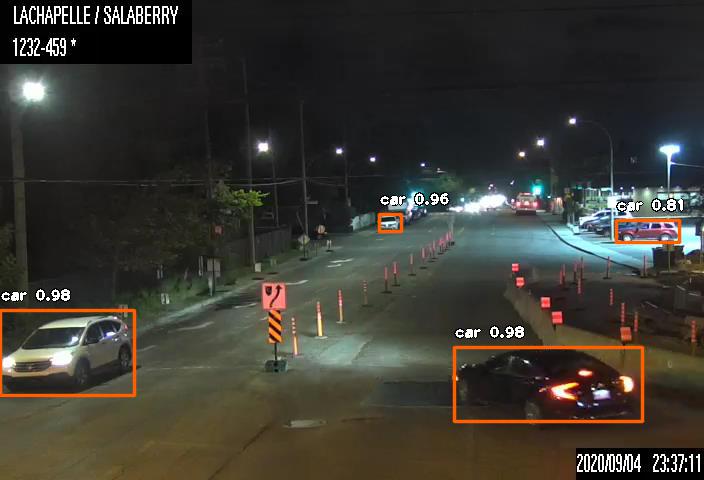 LACHAPELLE / SALABERRY
1232-459 *
car 0.96
car 0.81
car 0.98
car 0.98
2020/09/04 23:37:11